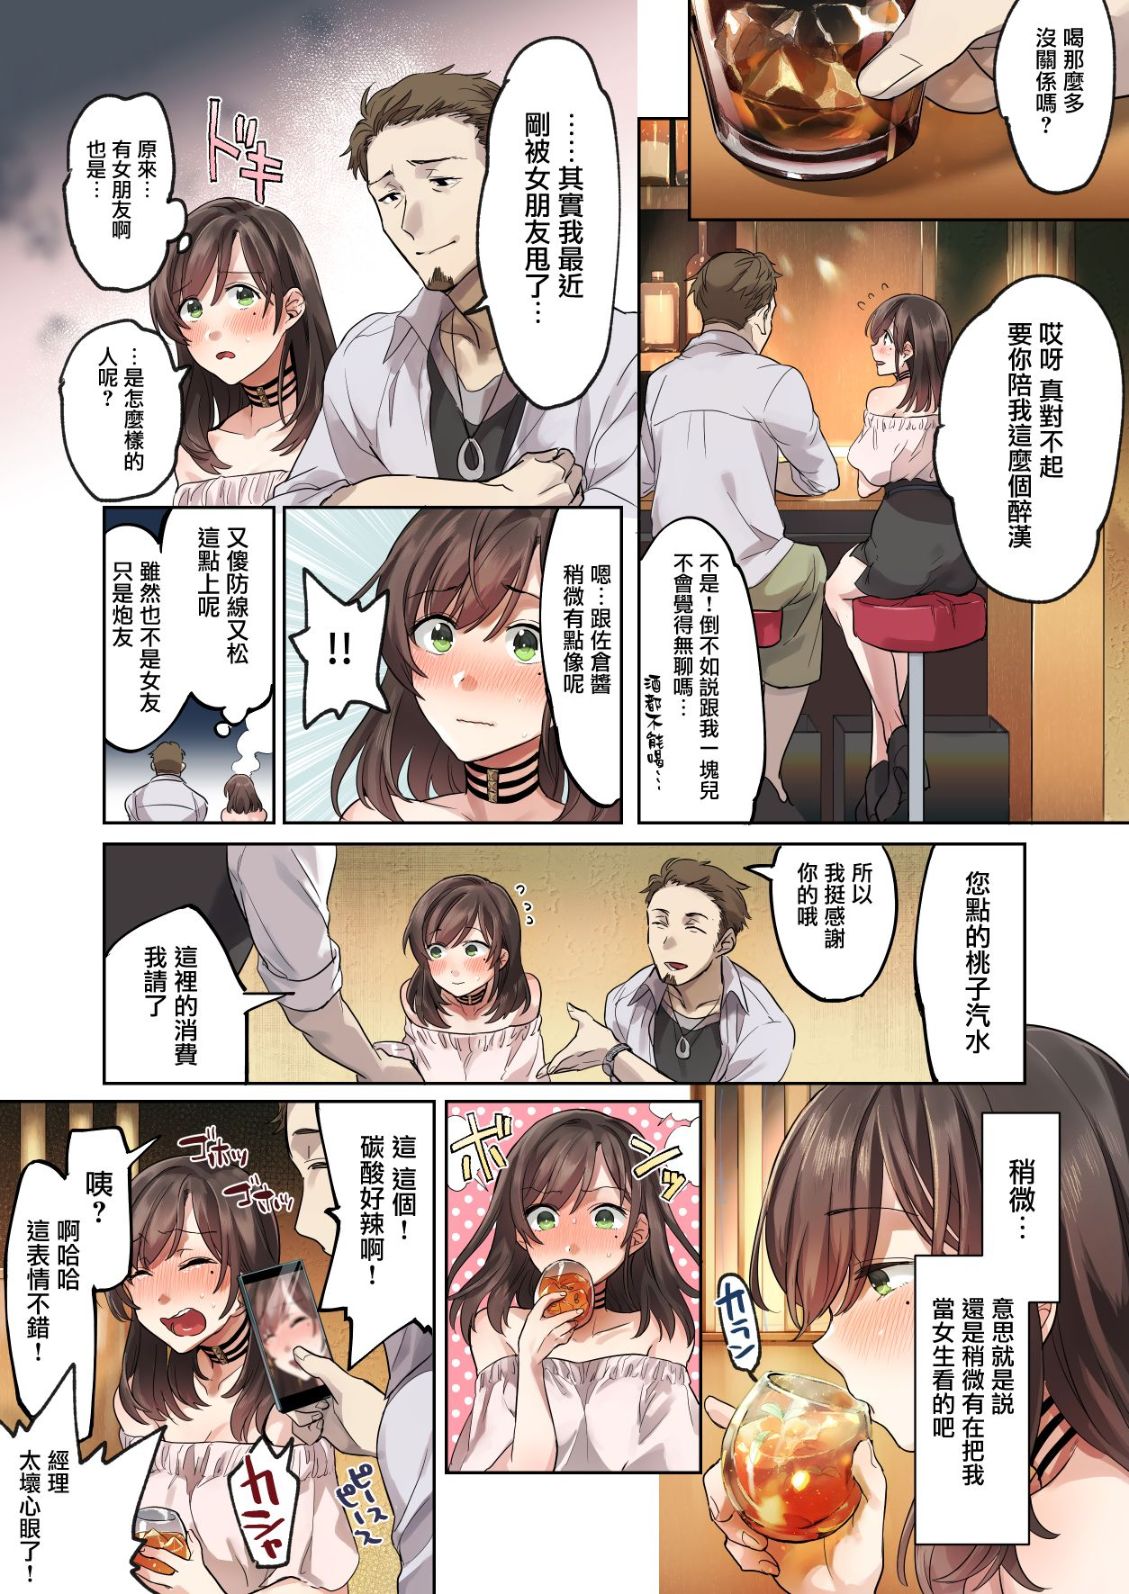 喝那麼多
沒關係嗎？
哎呀 真對不起
要你陪我這麼個醉漢
不是！倒不如說跟我一塊兒
不會覺得無聊嗎…
酒都不能喝…
……其實我最近
剛被女朋友甩了…
ドキ
原來…
有女朋友啊
也是…
…是怎麼樣的
人呢？
嗯…跟佐倉醬
稍微有點像呢
!!
又傻防線又松
這點上呢
雖然也不是女友
只是炮友
您點的桃子汽水
所以
我挺感謝
你的哦
這裡的消費
我請了
稍微…
意思就是說
還是稍微有在把我
當女生看的吧
カラン
ボンッ
這 這個！
碳酸好辣啊！
ゴホッ
ゴホッ
咦？
啊哈哈
這表情不錯！
カシャ
ピース
ピース
經理
太壞心眼了！